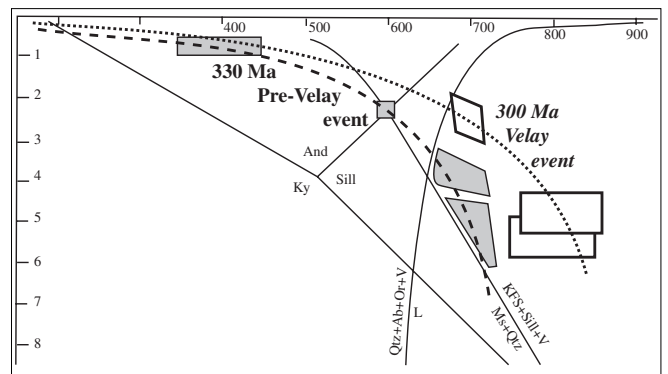 400 500 600 700 800 900
1
330 Ma
Pre-Velay
event
300 Ma
Velay
event
2
3
And
4
Ky
Sill
5
6
7
8
Qtz+Ab+Or+V
L
Ms+Qtz
KFS+Sill+V